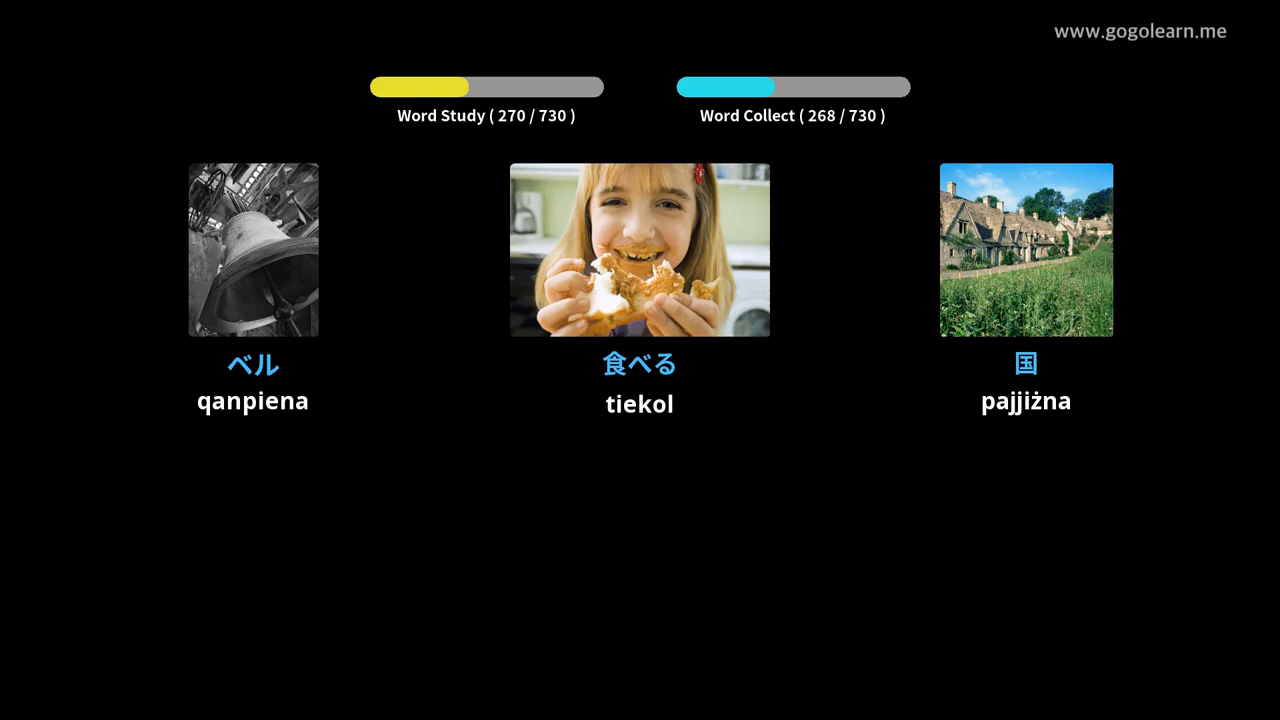 www.gogolearn.me
Word Study ( 270 / 730 )
Word Collect ( 268 / 730 )
ベル
食べる
国
qanpiena
tiekol
pajjiżna